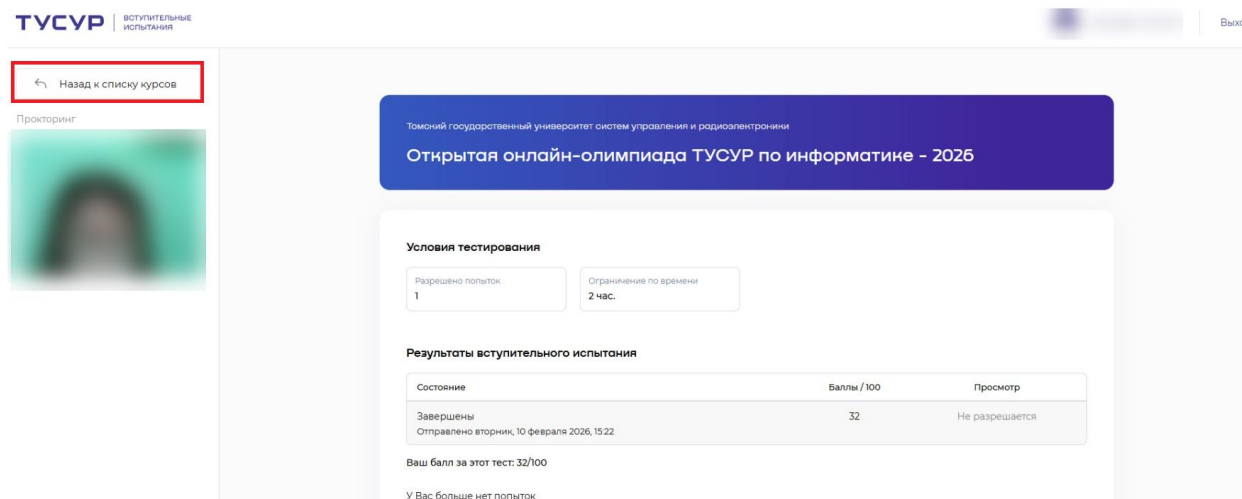 ТУСУР
ВСТУПИТЕЛЬНЫЕ
ИСПЫТАНИЯ
Назад к списку курсов
Прокторинг
Томский государственный университет систем управления и радиоэлектроники
Открытая онлайн-олимпиада ТУСУР по информатике - 2026
Условия тестирования
Разрешено попыток
1
Ограничение по времени
2 час.
Результаты вступительного испытания
Состояние Баллы / 100 Просмотр
Завершены 32 Не разрешается
Отправлено вторник, 10 февраля 2026, 15:22
Ваш балл за этот тест: 32/100
У Вас больше нет попыток